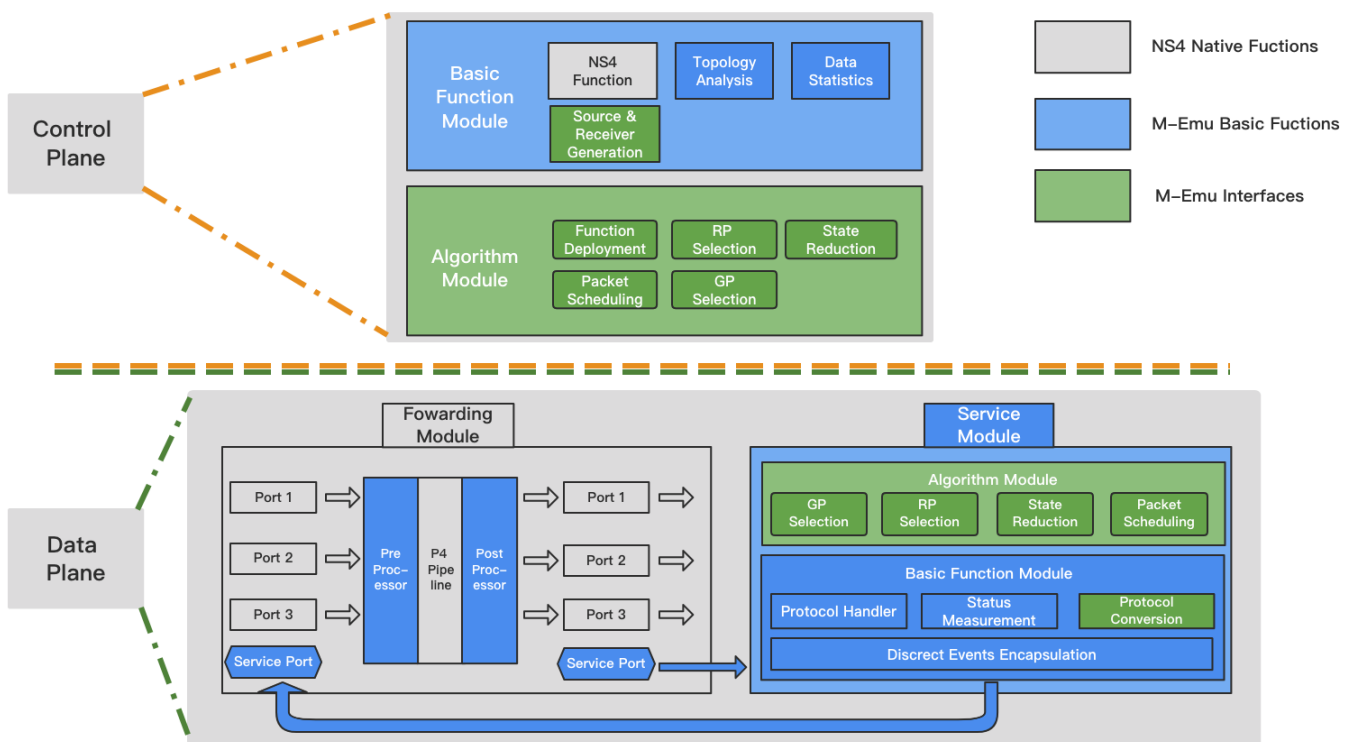 Control
Plane
Basic
Function
Module
NS4
Function
Topology
Analysis
Data
Statistics
Source &
Receiver
Generation
Algorithm
Module
Function
Deployment
RP
Selection
State
Reduction
Packet
Scheduling
GP
Selection
NS4 Native Fuctions
M-Emu Basic Fuctions
M-Emu Interfaces
Data
Plane
Fowarding
Module
Port 1
Port 2
Port 3
Service Port
Pre
Proc-
essor
P4
Pipe
line
Post
Proc-
essor
Port 1
Port 2
Port 3
Service Port
Service
Module
Algorithm Module
GP
Selection
RP
Selection
State
Reduction
Packet
Scheduling
Basic Function Module
Protocol Handler
Status
Measurement
Protocol
Conversion
Discrect Events Encapsulation